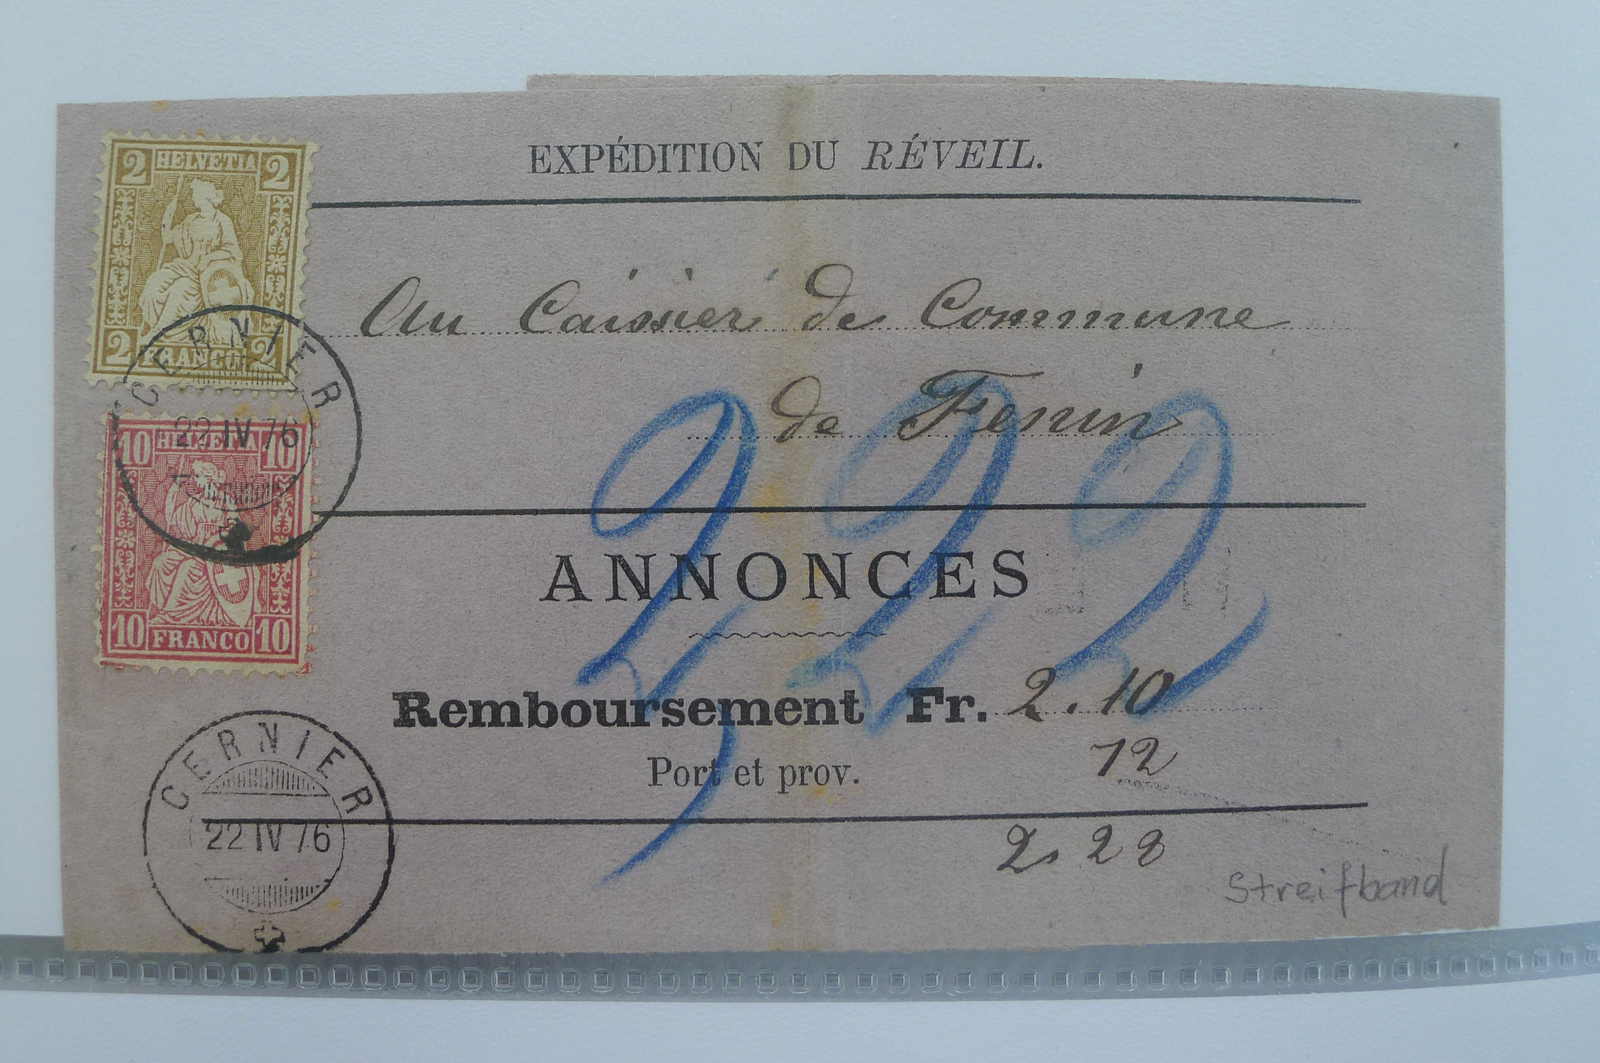 EXPÉDITION DU RÉVEIL.
2 HELVETIA 2
2 FRANCO 2
Au Caissier de Commune
de Fenin
CERNIER
22 IV 76
10 HELVETIA 10
10 FRANCO 10
222
ANNONCES
Remboursement Fr. 2.10
Port et prov. 12
2.22
CERNIER
22 IV 76
Streifband